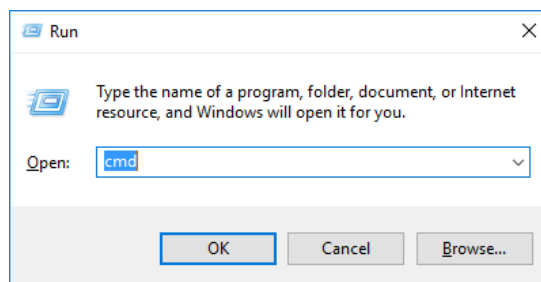 Run
Type the name of a program, folder, document, or Internet
resource, and Windows will open it for you.
Open: cmd
OK Cancel Browse...